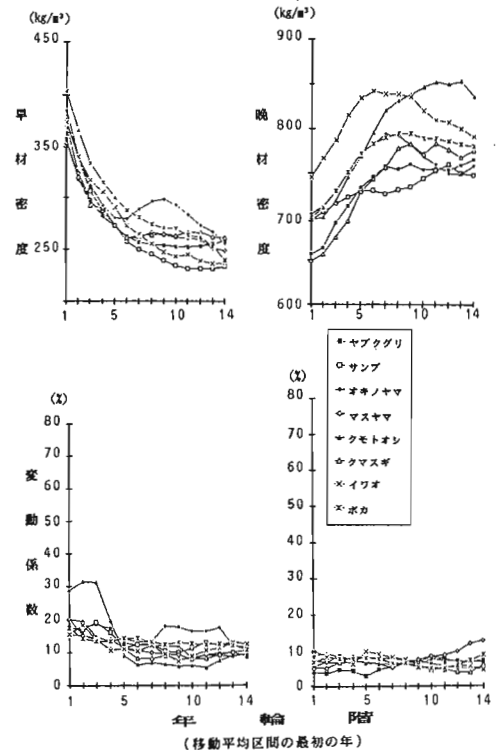 (kg/m³)
450
350
250
早材密度
1 5 10 14
(kg/m³)
900
800
700
600
晩材密度
1 5 10 14
ヤブクグリ
サンブ
オキノヤマ
マスヤマ
クモトオシ
クマスギ
イワオ
ボカ
(%)
80
70
60
50
40
30
20
10
0
変動係数
1 5 10 14
(%)
80
70
60
50
40
30
20
10
0
1 5 10 14
年輪階
(移動平均区間の最初の年)